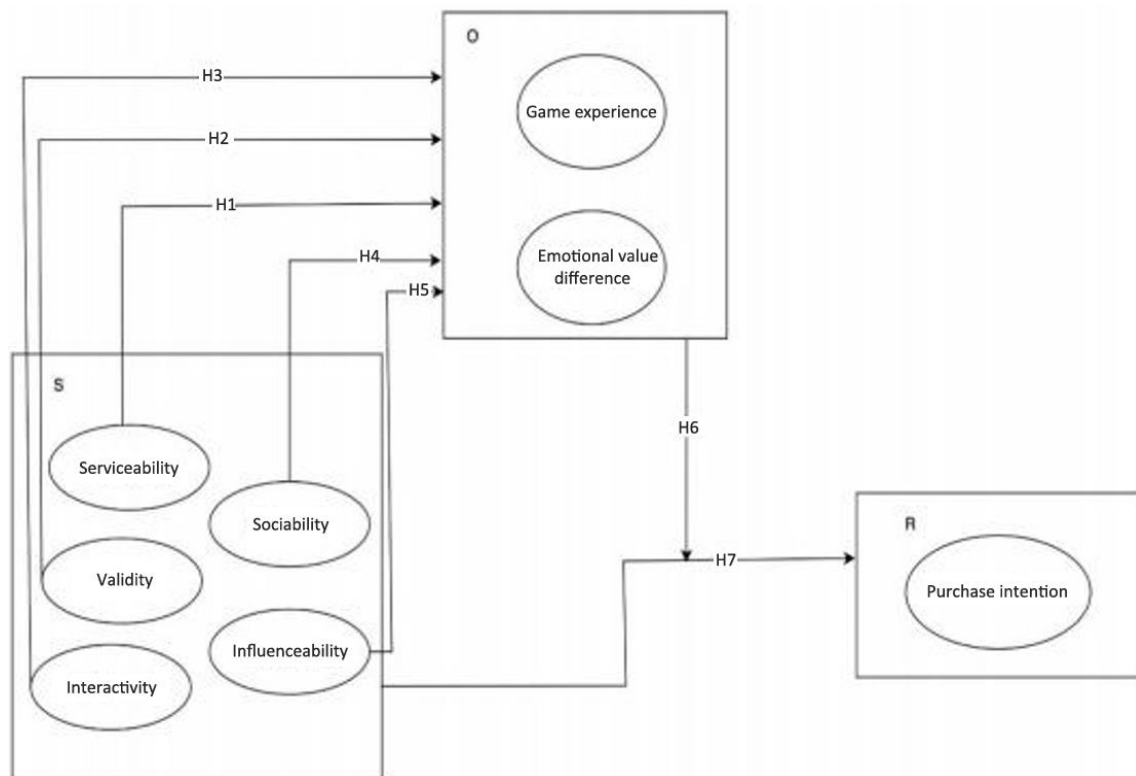 O
Game experience
Emotional value
difference
H3
H2
H1
H4
H5
S
Serviceability
Sociability
Validity
Influenceability
Interactivity
H6
H7
R
Purchase intention